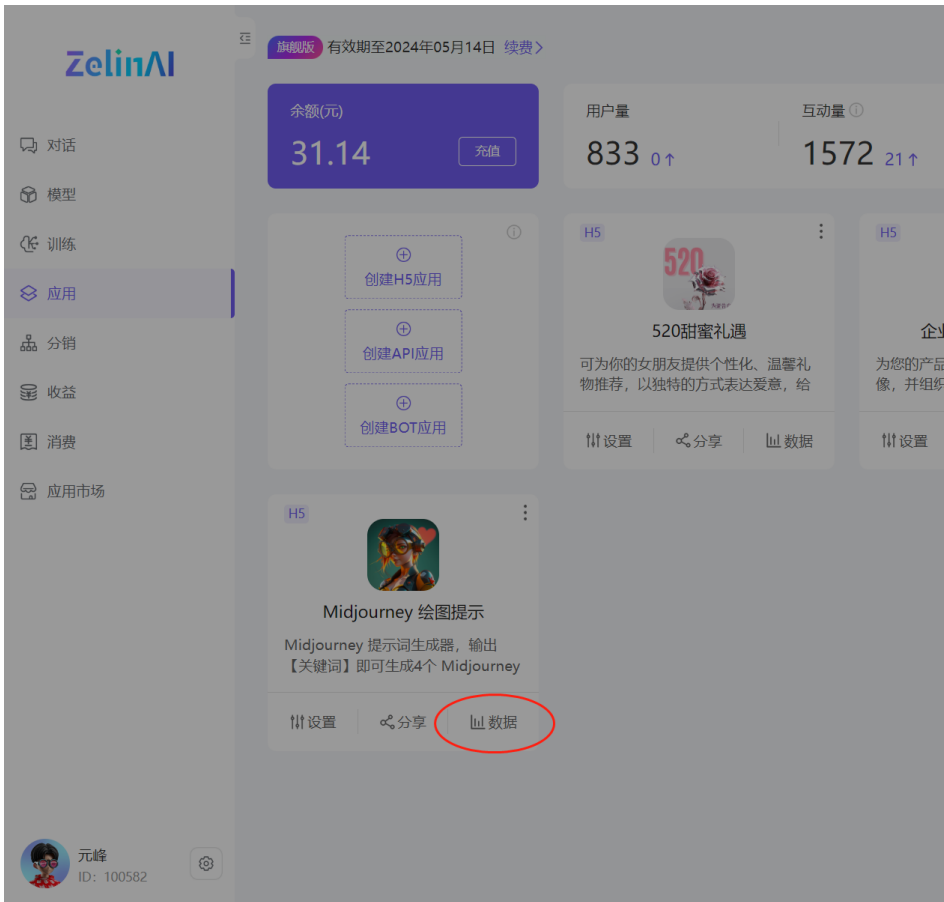 ZelinAI
对话
模型
训练
应用
分销
收益
消费
应用市场
元峰
ID: 100582
旗舰版 有效期至2024年05月14日 续费
余额(元)
31.14 充值
用户量
833 0↑
互动量
1572 21↑
创建H5应用
创建API应用
创建BOT应用
H5
520
520甜蜜礼遇
可为你的女朋友提供个性化、温馨礼
物推荐，以独特的方式表达爱意，给
设置 分享 数据
H5
企业
为您的产品
像，并组织
设置
H5
Midjourney 绘图提示
Midjourney 提示词生成器，输出
【关键词】即可生成4个 Midjourney
设置 分享 数据